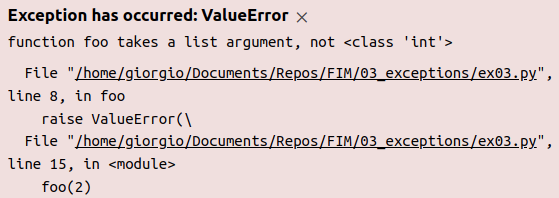 Exception has occurred: ValueError ×
function foo takes a list argument, not <class 'int'>
File "/home/giorgio/Documents/Repos/FIM/03_exceptions/ex03.py",
line 8, in foo
raise ValueError(\
File "/home/giorgio/Documents/Repos/FIM/03_exceptions/ex03.py",
line 15, in <module>
foo(2)